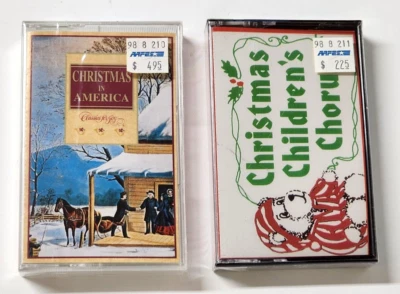 98 8 210
$ 495
CHRISTMAS
IN
AMERICA
98 8 211
$ 225
Christmas
Children's
Chorus